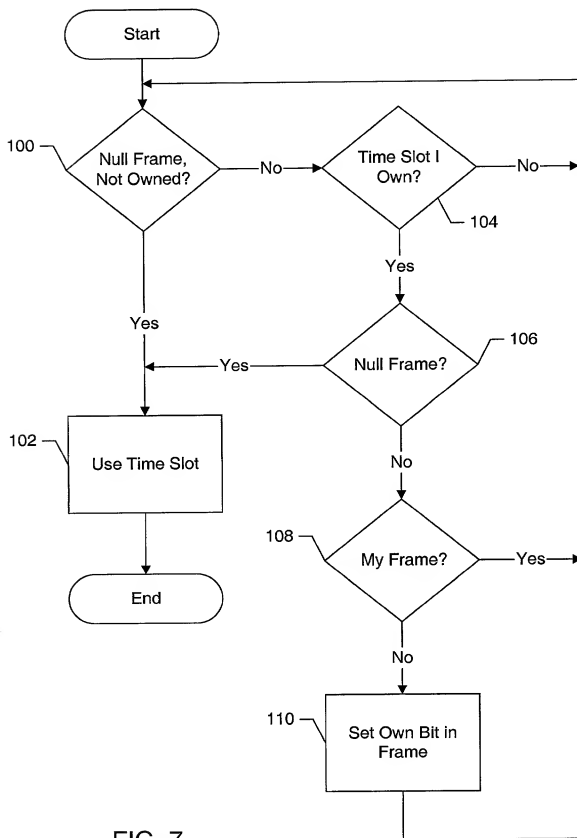 Start
100
Null Frame,
Not Owned?
No
Time Slot I
Own?
No
104
Yes
Yes
106
Null Frame?
Yes
102
Use Time Slot
No
108
My Frame?
Yes
End
No
110
Set Own Bit in
Frame
FIG. 7